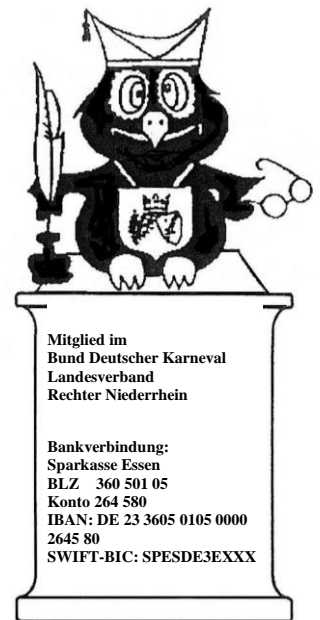 Mitglied im
Bund Deutscher Karneval
Landesverband
Rechter Niederrhein
Bankverbindung:
Sparkasse Essen
BLZ 360 501 05
Konto 264 580
IBAN: DE 23 3605 0105 0000
2645 80
SWIFT-BIC: SPESDE3EXXX